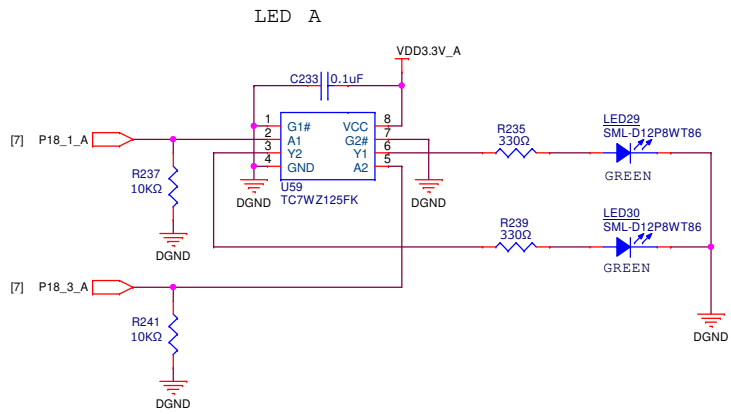 LED A
VDD3.3V_A
C233 0.1uF
1 G1# VCC 8
2 A1 G2# 7
3 Y2 Y1 6
4 GND A2 5
U59
TC7WZ125FK
[7] P18_1_A
R237
10KΩ
DGND
DGND
DGND
R235
330Ω
LED29
SML-D12P8WT86
GREEN
R239
330Ω
LED30
SML-D12P8WT86
GREEN
[7] P18_3_A
R241
10KΩ
DGND
DGND